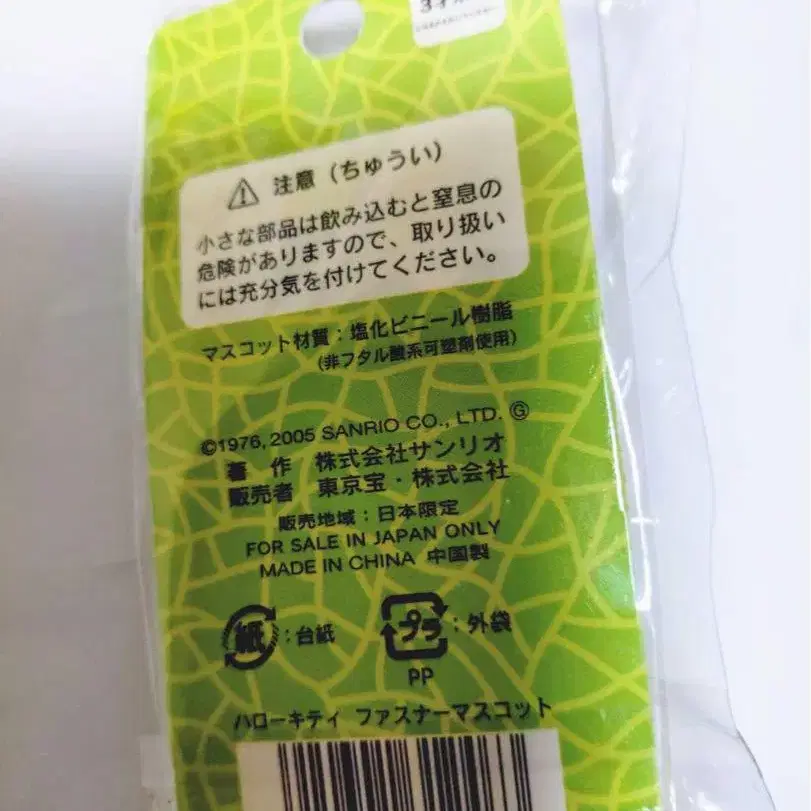 ⚠ 注意（ちゅうい）
小さな部品は飲み込むと窒息の
危険がありますので、取り扱い
には充分気を付けてください。
マスコット材質：塩化ビニール樹脂
（非フタル酸系可塑剤使用）
©1976, 2005 SANRIO CO., LTD. Ⓖ
著 作 株式会社サンリオ
販売者 東京宝・株式会社
販売地域：日本限定
FOR SALE IN JAPAN ONLY
MADE IN CHINA 中国製
紙：台紙
プラ：外袋
PP
ハローキティ ファスナーマスコット